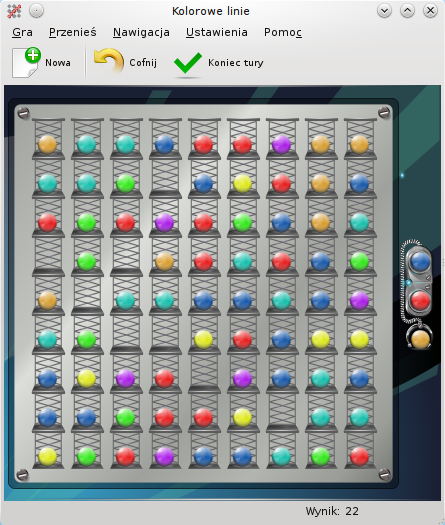 Kolorowe linie
Gra Przenieś Nawigacja Ustawienia Pomoc
Nowa Cofnij Koniec tury
Wynik: 22